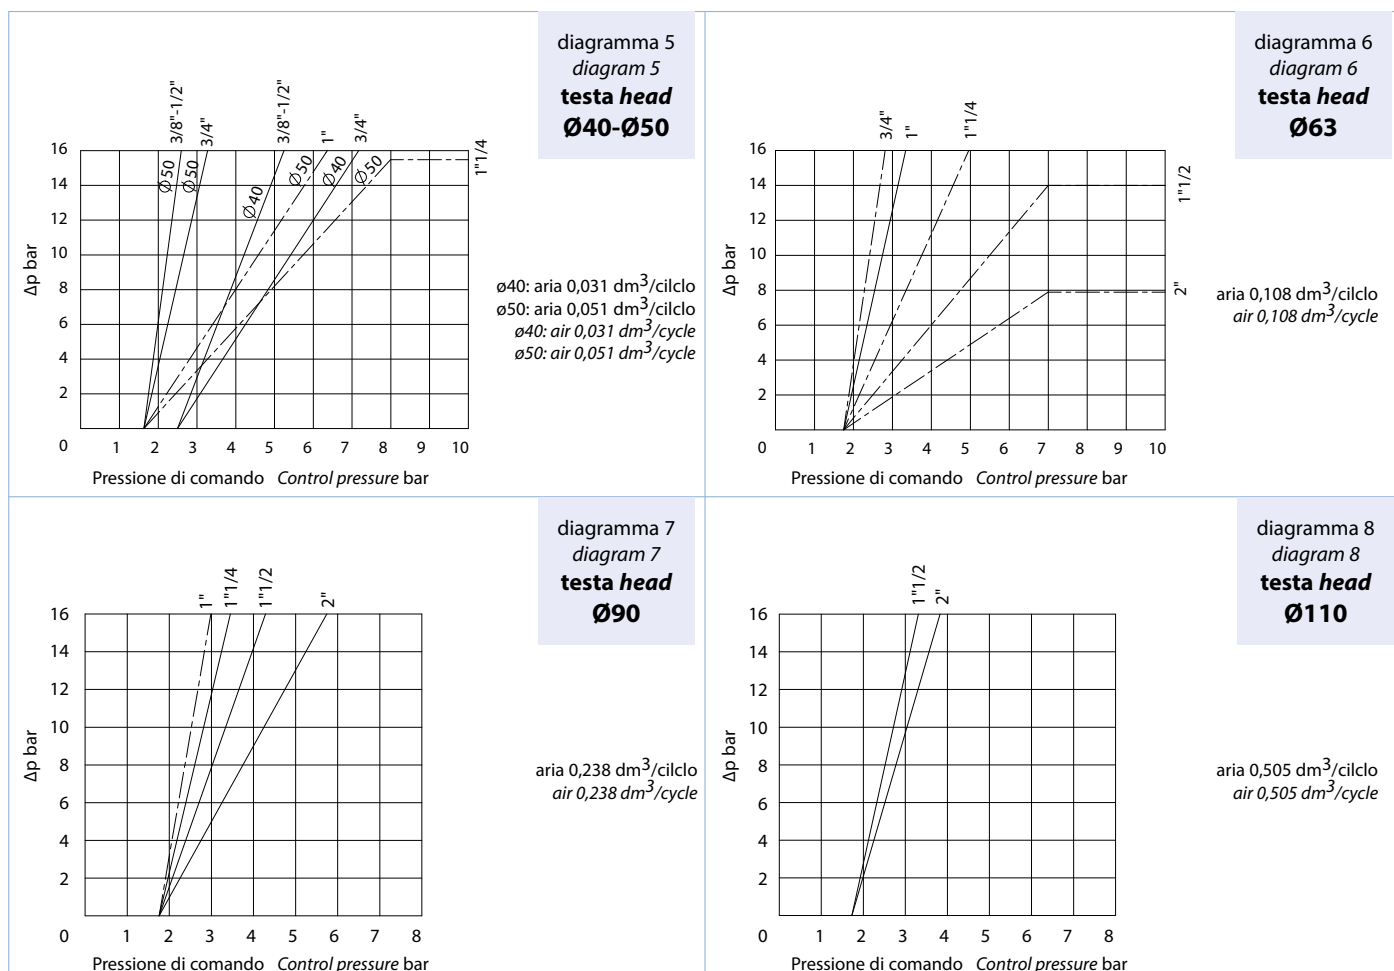 diagramma 5
diagram 5
testa head
Ø40-Ø50
3/8"-1/2"
3/4"
3/8"-1/2"
1"
3/4"
1"1/4
Ø50
Ø50
Ø40
Ø50
Ø40
Ø50
16
14
12
10
8
6
4
2
0
Δp bar
1 2 3 4 5 6 7 8 9 10
Pressione di comando Control pressure bar
ø40: aria 0,031 dm3/cilclo
ø50: aria 0,051 dm3/cilclo
ø40: air 0,031 dm3/cycle
ø50: air 0,051 dm3/cycle
diagramma 6
diagram 6
testa head
Ø63
3/4"
1"
1"1/4
1"1/2
2"
16
14
12
10
8
6
4
2
0
Δp bar
1 2 3 4 5 6 7 8 9 10
Pressione di comando Control pressure bar
aria 0,108 dm3/cilclo
air 0,108 dm3/cycle
diagramma 7
diagram 7
testa head
Ø90
1"
1"1/4
1"1/2
2"
16
14
12
10
8
6
4
2
0
Δp bar
1 2 3 4 5 6 7 8
Pressione di comando Control pressure bar
aria 0,238 dm3/cilclo
air 0,238 dm3/cycle
diagramma 8
diagram 8
testa head
Ø110
1"1/2
2"
16
14
12
10
8
6
4
2
0
Δp bar
1 2 3 4 5 6 7 8
Pressione di comando Control pressure bar
aria 0,505 dm3/cilclo
air 0,505 dm3/cycle